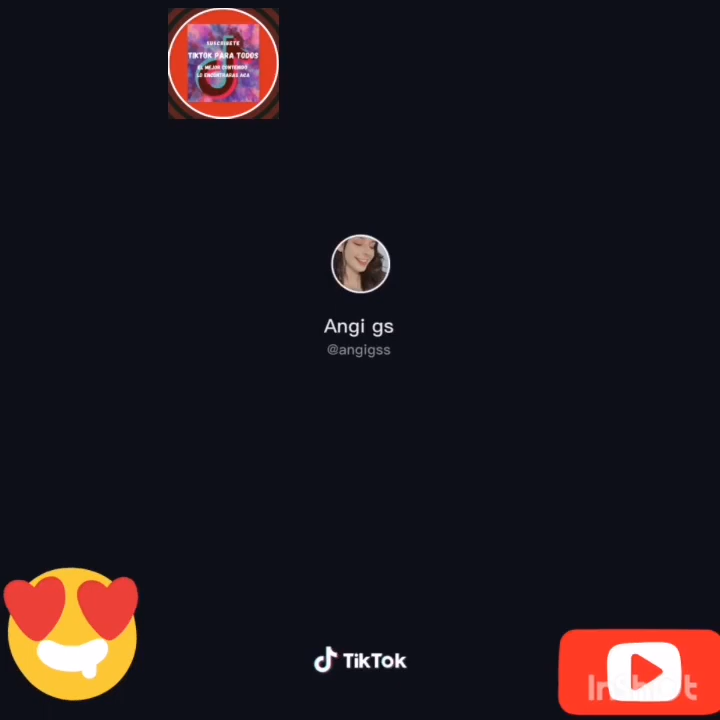 SUSCRIBETE
TIKTOK PARA TODOS
EL MEJOR CONTENIDO
LO ENCONTRARAS ACA
Angi gs
@angigss
TikTok
InShot